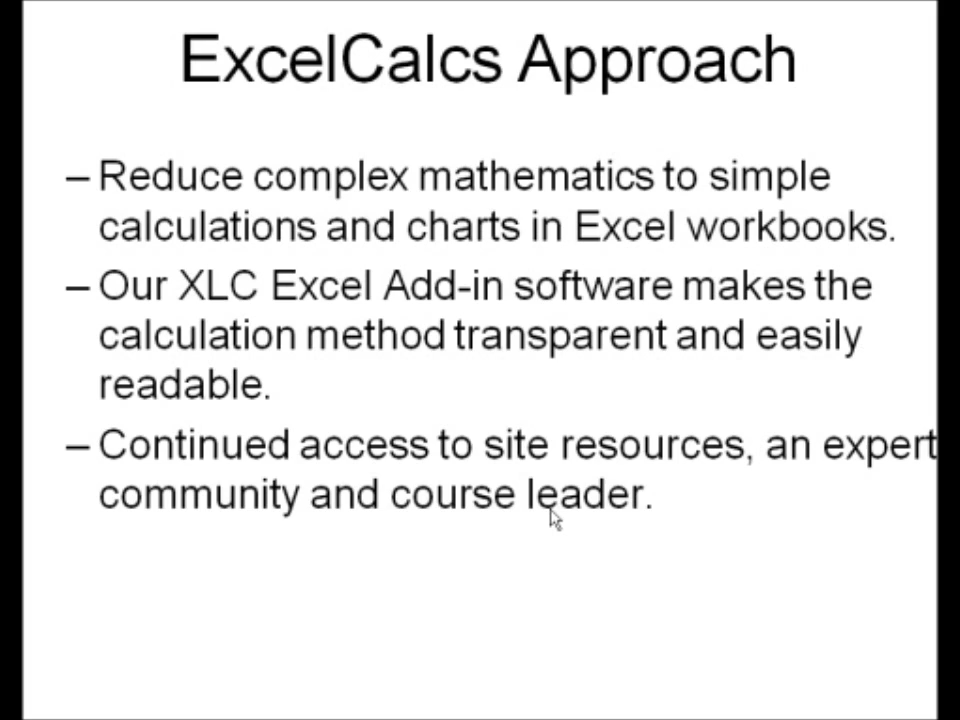 ExcelCalcs Approach
– Reduce complex mathematics to simple
calculations and charts in Excel workbooks.
– Our XLC Excel Add-in software makes the
calculation method transparent and easily
readable.
– Continued access to site resources, an expert
community and course leader.